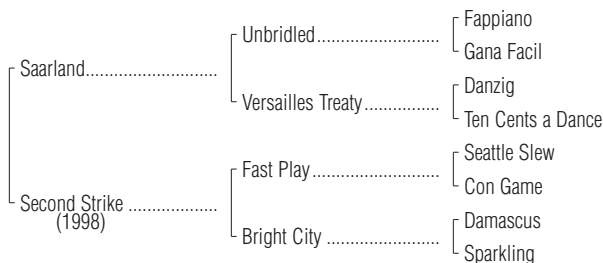 Fappiano
Unbridled..........................
Gana Facil
Saarland............................
Danzig
Versailles Treaty ................
Ten Cents a Dance
Seattle Slew
Fast Play ...........................
Con Game
Second Strike ...................
(1998)
Damascus
Bright City ........................
Sparkling